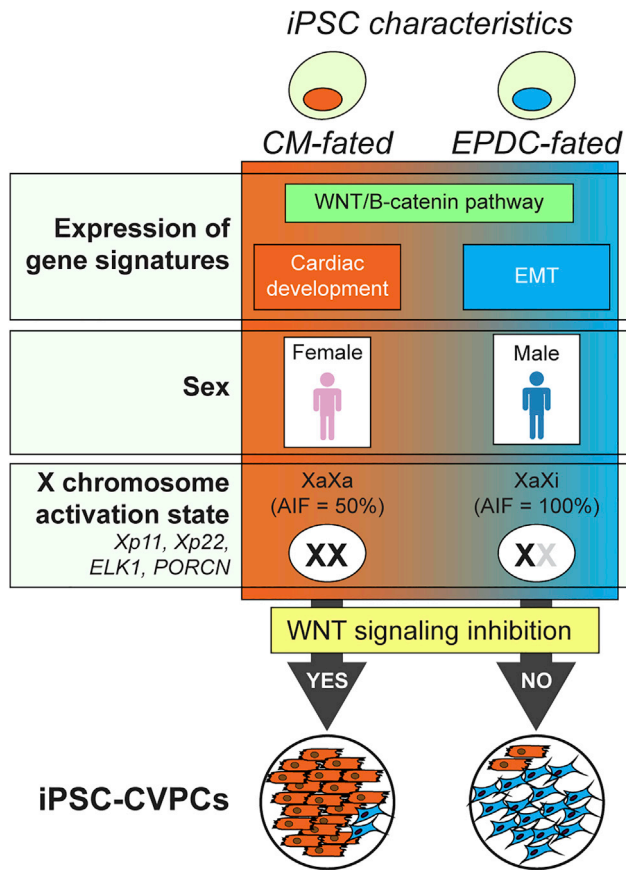 iPSC characteristics
CM-fated
EPDC-fated
Expression of
gene signatures
WNT/B-catenin pathway
Cardiac
development
EMT
Sex
Female
Male
X chromosome
activation state
Xp11, Xp22,
ELK1, PORCN
XaXa
(AIF = 50%)
XX
XaXi
(AIF = 100%)
XX
WNT signaling inhibition
YES
NO
iPSC-CVPCs